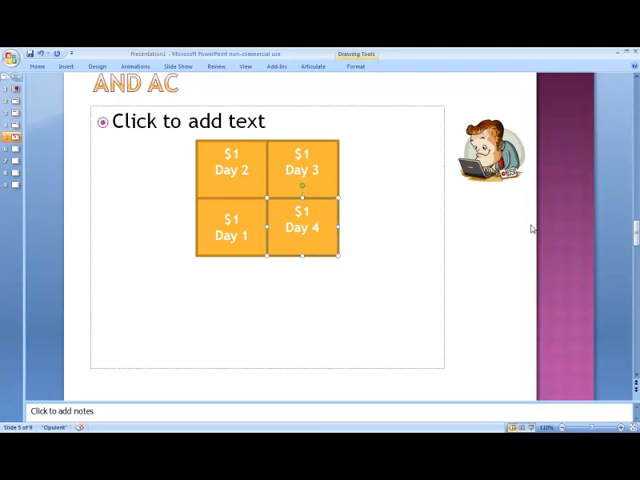 Presentation1 - Microsoft PowerPoint non-commercial use
Drawing Tools
Home Insert Design Animations Slide Show Review View Add-Ins Articulate Format
AND AC
Click to add text
$1
Day 2
$1
Day 3
$1
Day 1
$1
Day 4
Click to add notes
Slide 5 of 9 "Opulent" 110%